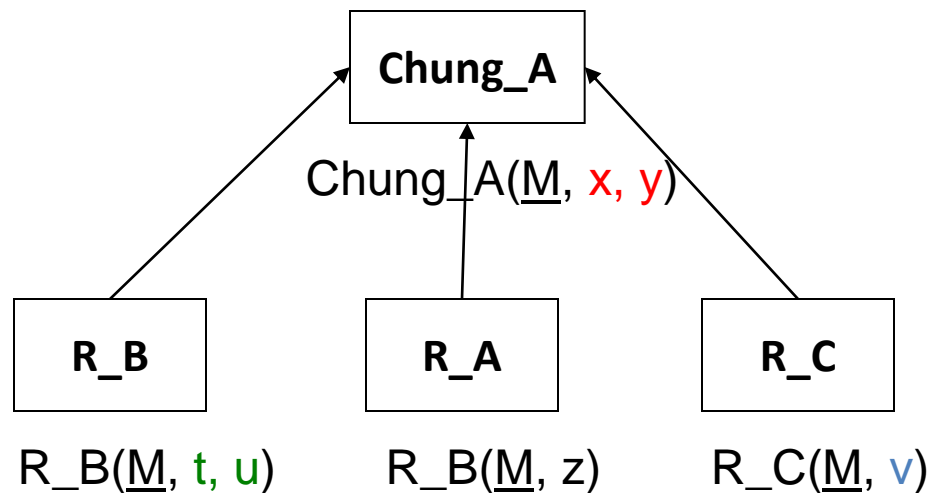 Chung_A
Chung_A(M, x, y)
R_B
R_A
R_C
R_B(M, t, u)
R_B(M, z)
R_C(M, v)